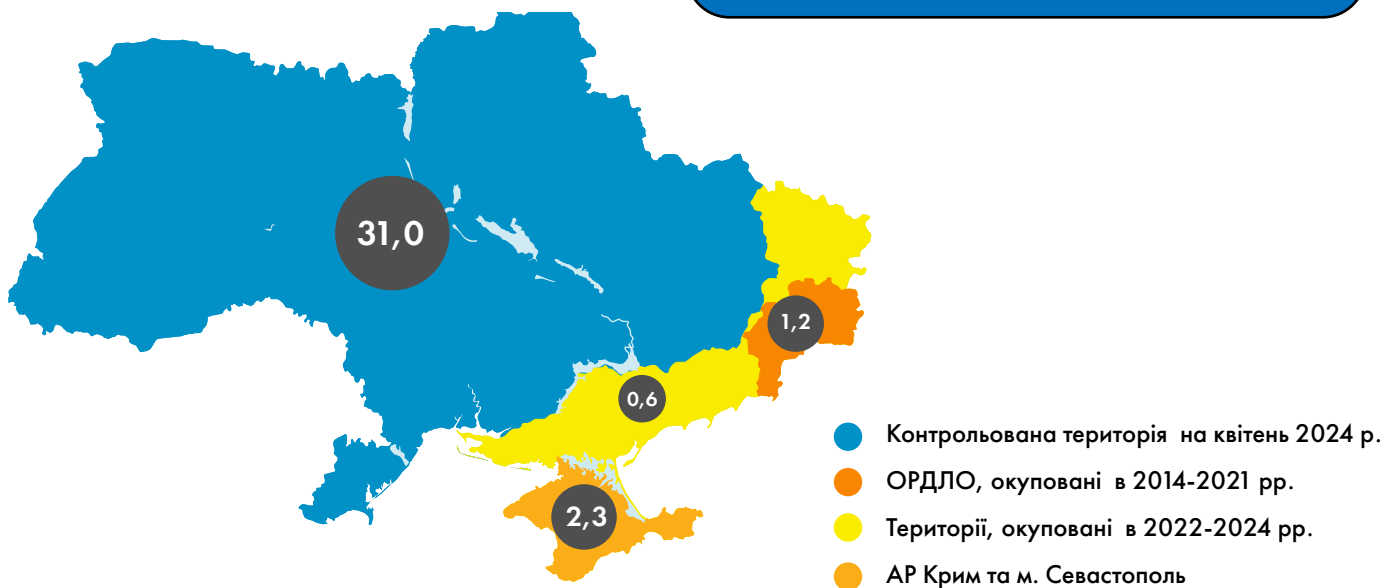 31,0
1,2
0,6
2,3
Контрольована територія на квітень 2024 р.
ОРДЛО, окуповані в 2014-2021 рр.
Території, окуповані в 2022-2024 рр.
АР Крим та м. Севастополь